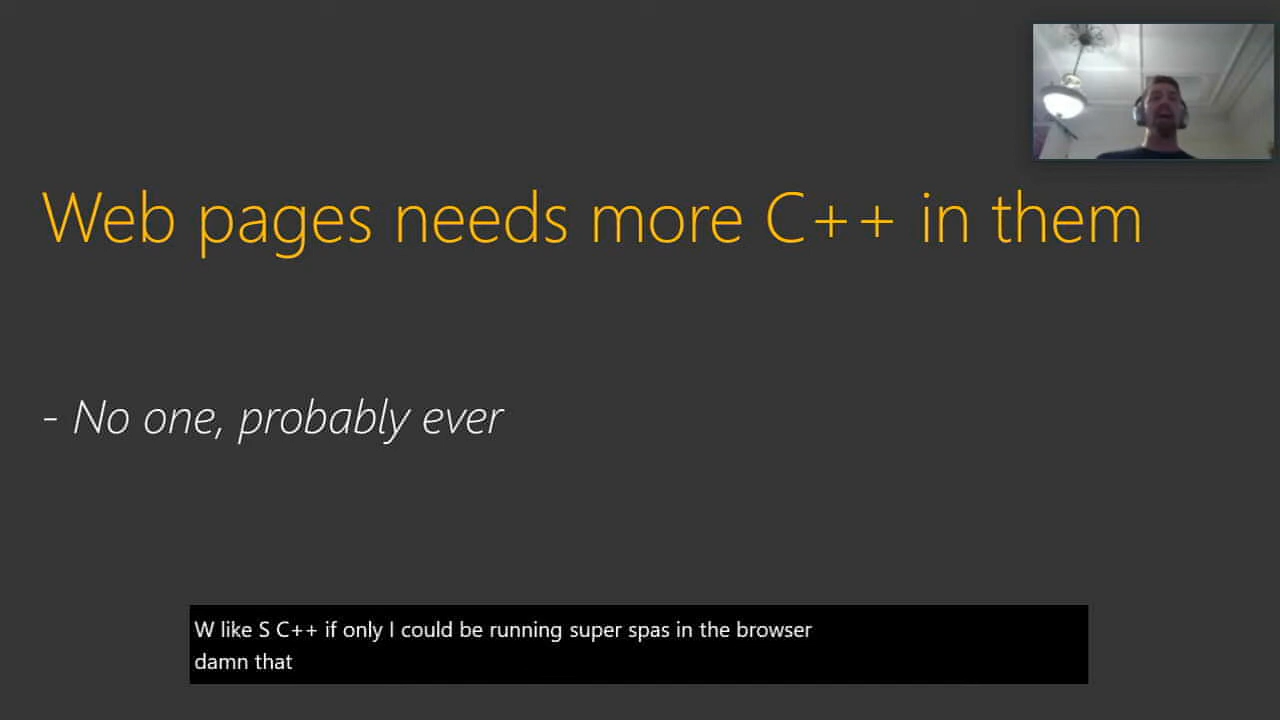 Web pages needs more C++ in them
- No one, probably ever
W like S C++ if only I could be running super spas in the browser
damn that